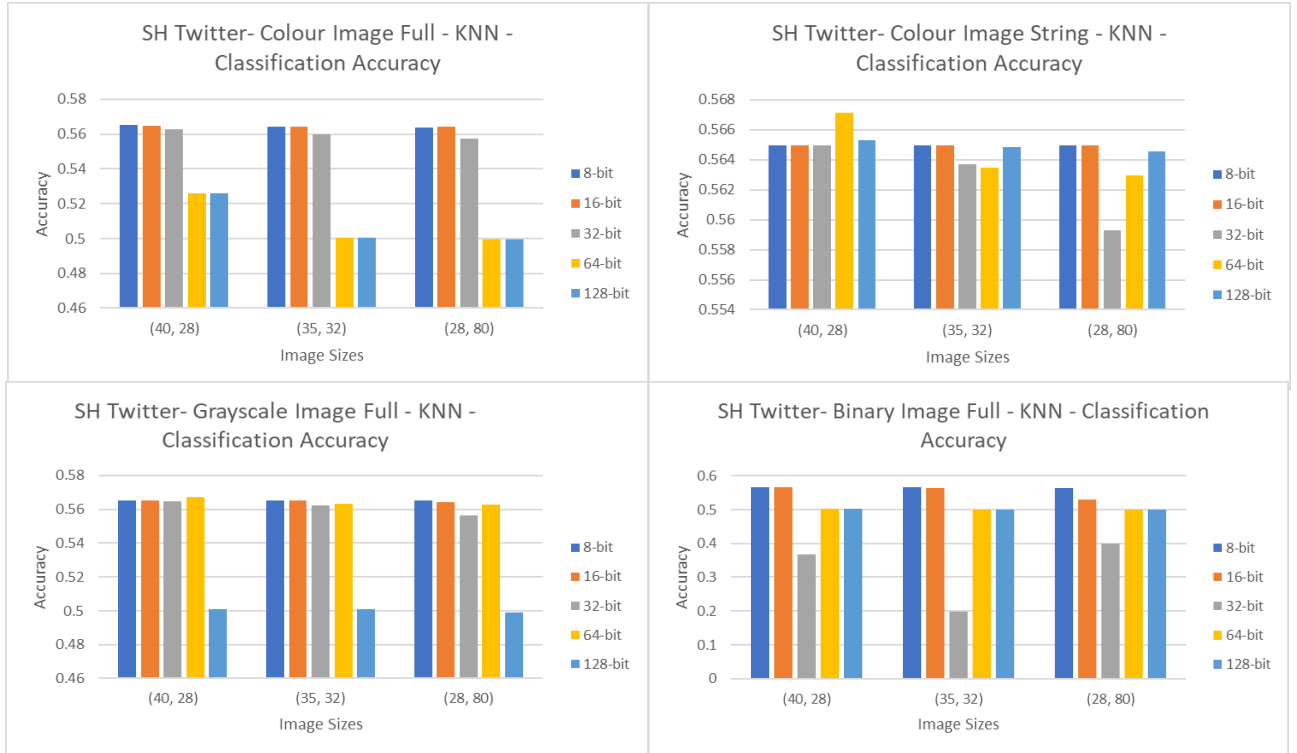 SH Twitter- Colour Image Full - KNN -
Classification Accuracy
0.58
0.56
0.54
0.52
0.5
0.48
0.46
Accuracy
(40, 28)
(35, 32)
(28, 80)
Image Sizes
8-bit
16-bit
32-bit
64-bit
128-bit
SH Twitter- Colour Image String - KNN -
Classification Accuracy
0.568
0.566
0.564
0.562
0.56
0.558
0.556
0.554
Accuracy
(40, 28)
(35, 32)
(28, 80)
Image Sizes
8-bit
16-bit
32-bit
64-bit
128-bit
SH Twitter- Grayscale Image Full - KNN -
Classification Accuracy
0.58
0.56
0.54
0.52
0.5
0.48
0.46
Accuracy
(40, 28)
(35, 32)
(28, 80)
Image Sizes
8-bit
16-bit
32-bit
64-bit
128-bit
SH Twitter- Binary Image Full - KNN - Classification
Accuracy
0.6
0.5
0.4
0.3
0.2
0.1
0
Accuracy
(40, 28)
(35, 32)
(28, 80)
Image Sizes
8-bit
16-bit
32-bit
64-bit
128-bit